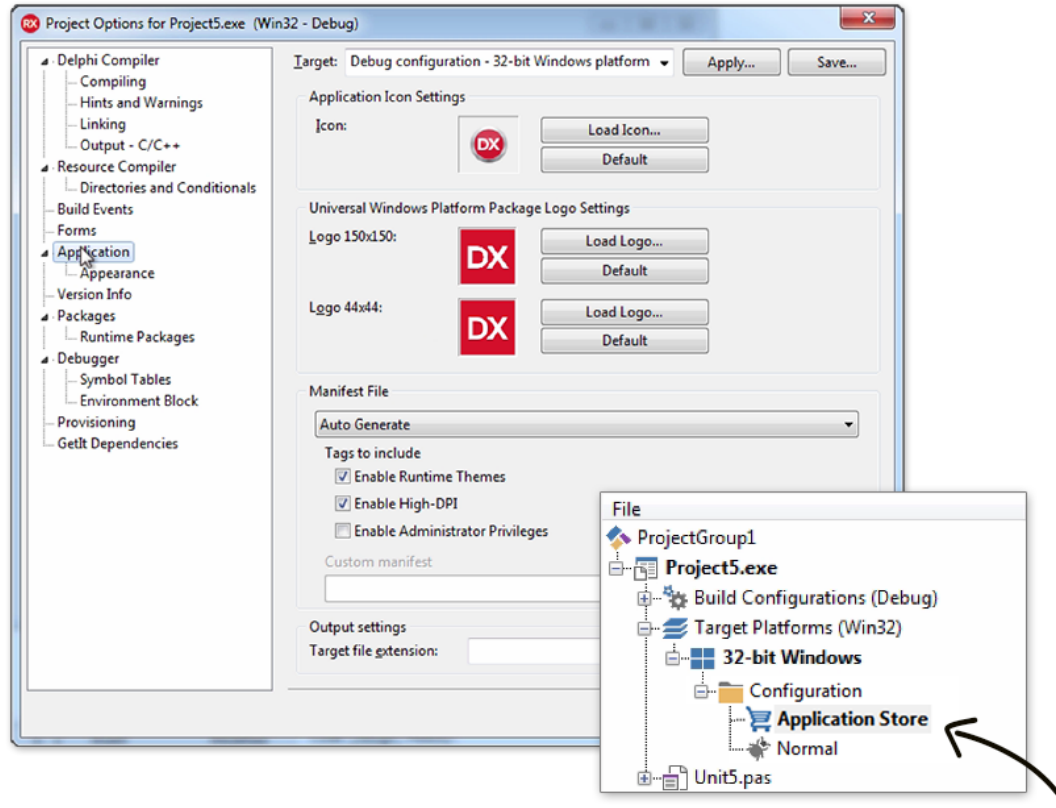 RX Project Options for Project5.exe (Win32 - Debug)
Delphi Compiler
Compiling
Hints and Warnings
Linking
Output - C/C++
Resource Compiler
Directories and Conditionals
Build Events
Forms
Application
Appearance
Version Info
Packages
Runtime Packages
Debugger
Symbol Tables
Environment Block
Provisioning
GetIt Dependencies
Target: Debug configuration - 32-bit Windows platform Apply... Save...
Application Icon Settings
Icon: DX Load Icon...
Default
Universal Windows Platform Package Logo Settings
Logo 150x150: DX Load Logo...
Default
Logo 44x44: DX Load Logo...
Default
Manifest File
Auto Generate
Tags to include
Enable Runtime Themes
Enable High-DPI
Enable Administrator Privileges
Custom manifest
Output settings
Target file extension:
File
ProjectGroup1
Project5.exe
Build Configurations (Debug)
Target Platforms (Win32)
32-bit Windows
Configuration
Application Store
Normal
Unit5.pas